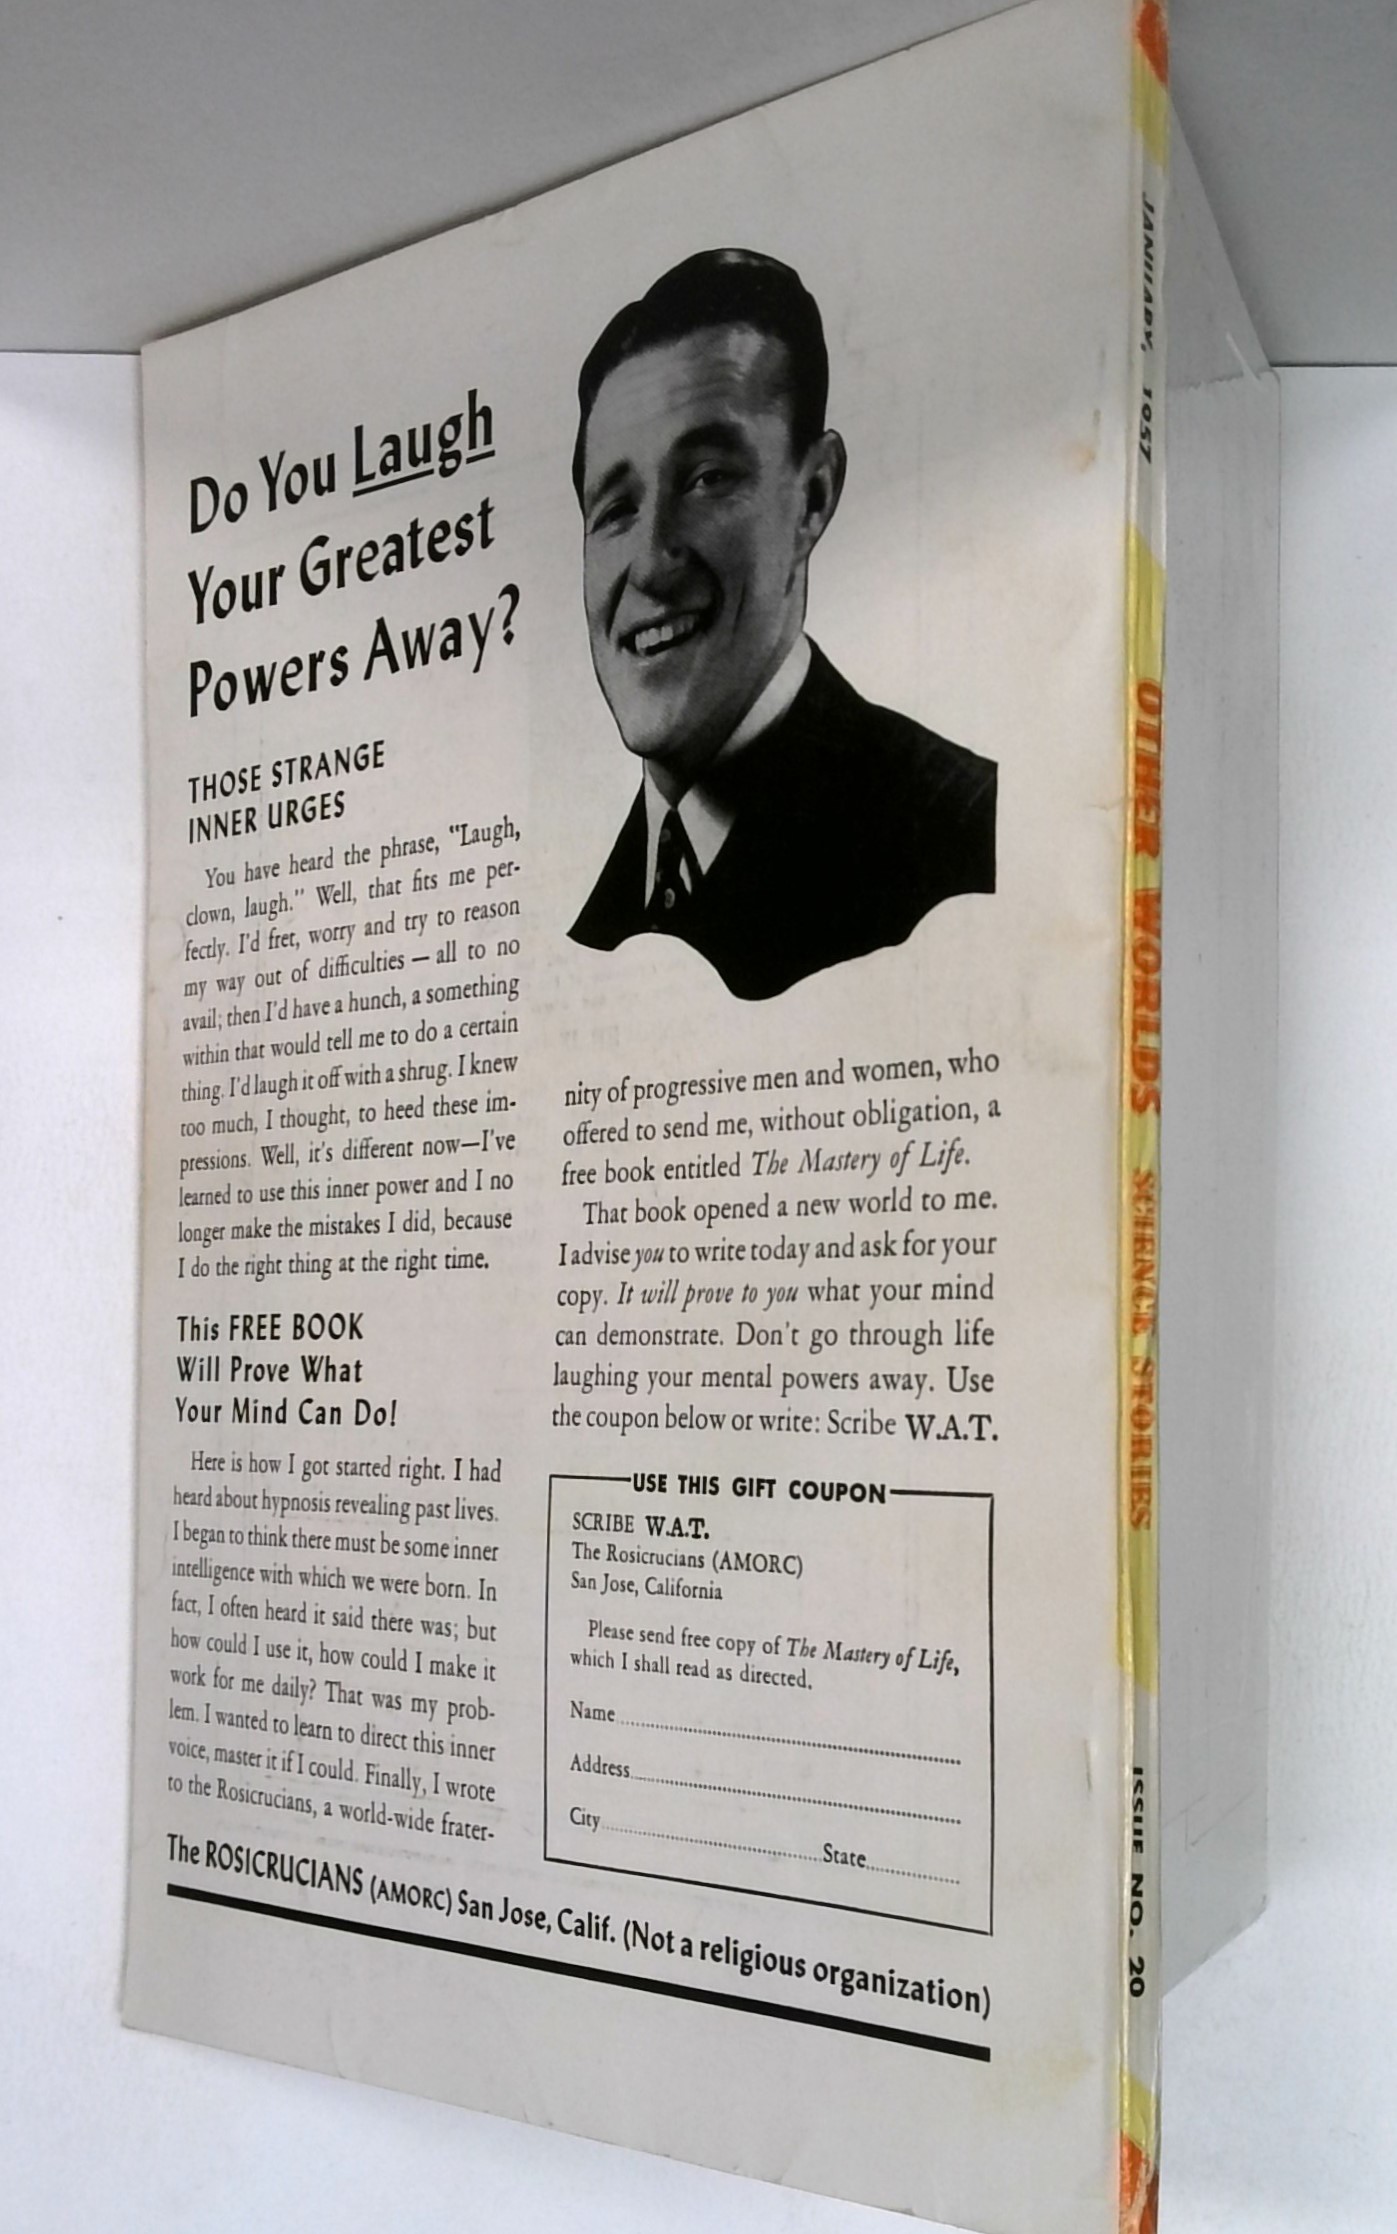 Do You Laugh
Your Greatest
Powers Away?
THOSE STRANGE
INNER URGES
You have heard the phrase, "Laugh,
clown, laugh." Well, that fits me per-
fectly. I'd fret, worry and try to reason
my way out of difficulties — all to no
avail; then I'd have a hunch, a something
within that would tell me to do a certain
thing. I'd laugh it off with a shrug. I knew
too much, I thought, to heed these im-
pressions. Well, it's different now—I've
learned to use this inner power and I no
longer make the mistakes I did, because
I do the right thing at the right time.
This FREE BOOK
Will Prove What
Your Mind Can Do!
Here is how I got started right. I had
heard about hypnosis revealing past lives.
I began to think there must be some inner
intelligence with which we were born. In
fact, I often heard it said there was; but
how could I use it, how could I make it
work for me daily? That was my prob-
lem. I wanted to learn to direct this inner
voice, master it if I could. Finally, I wrote
to the Rosicrucians, a world-wide frater-
nity of progressive men and women, who
offered to send me, without obligation, a
free book entitled The Mastery of Life.
That book opened a new world to me.
I advise you to write today and ask for your
copy. It will prove to you what your mind
can demonstrate. Don't go through life
laughing your mental powers away. Use
the coupon below or write: Scribe W.A.T.
USE THIS GIFT COUPON
SCRIBE W.A.T.
The Rosicrucians (AMORC)
San Jose, California
Please send free copy of The Mastery of Life,
which I shall read as directed.
Name
Address
City State
The ROSICRUCIANS (AMORC) San Jose, Calif. (Not a religious organization)
JANUARY, 1957
OTHER WORLDS SCIENCE STORIES
ISSUE NO. 20